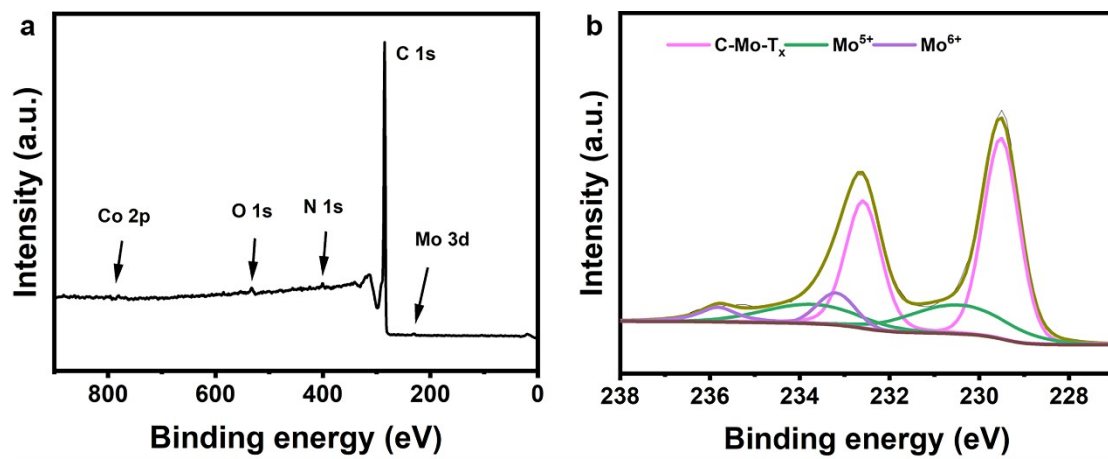 a
Intensity (a.u.)
C 1s
Co 2p
O 1s
N 1s
Mo 3d
800 600 400 200 0
Binding energy (eV)
b
Intensity (a.u.)
C-Mo-Tₓ Mo⁵⁺ Mo⁶⁺
238 236 234 232 230 228
Binding energy (eV)